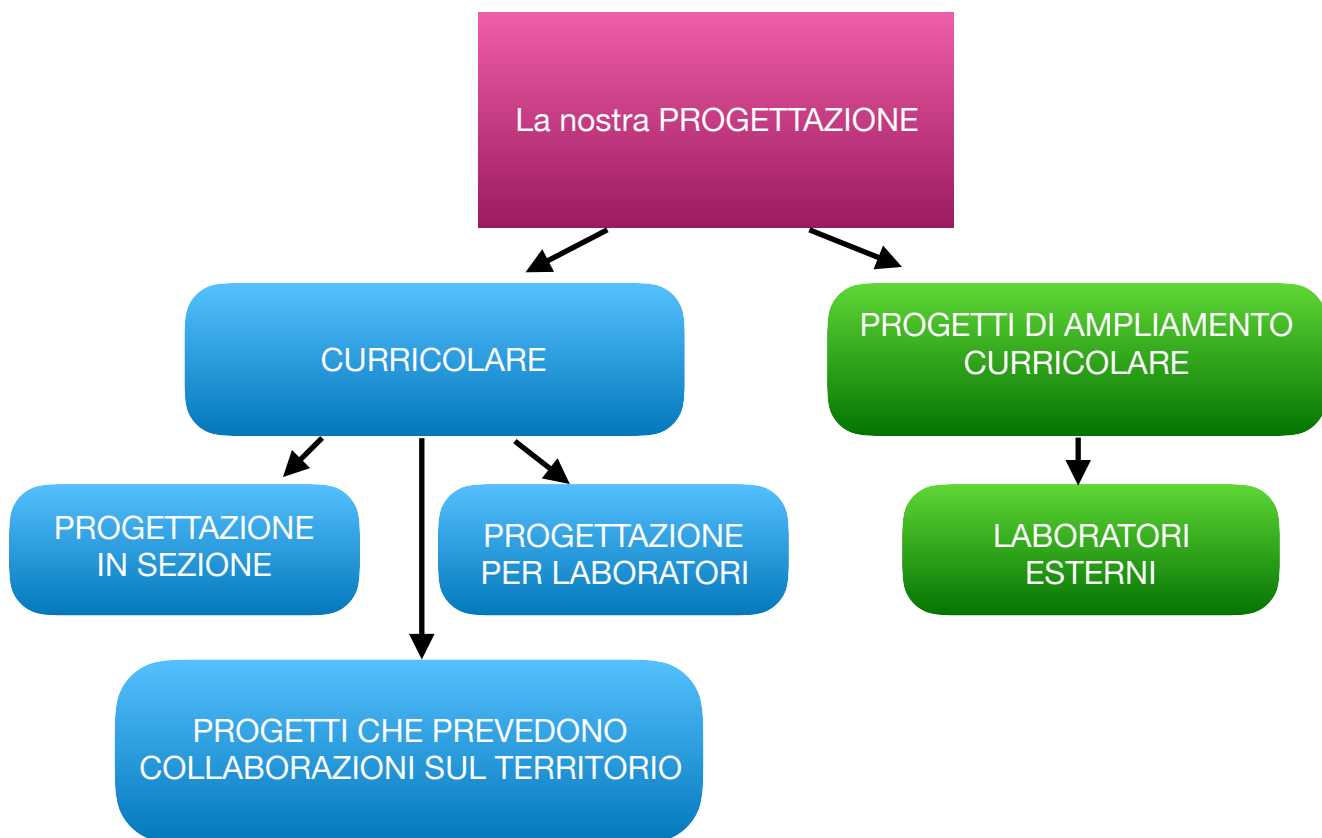 La nostra PROGETTAZIONE
CURRICOLARE
PROGETTI DI AMPLIAMENTO
CURRICOLARE
PROGETTAZIONE
IN SEZIONE
PROGETTAZIONE
PER LABORATORI
LABORATORI
ESTERNI
PROGETTI CHE PREVEDONO
COLLABORAZIONI SUL TERRITORIO